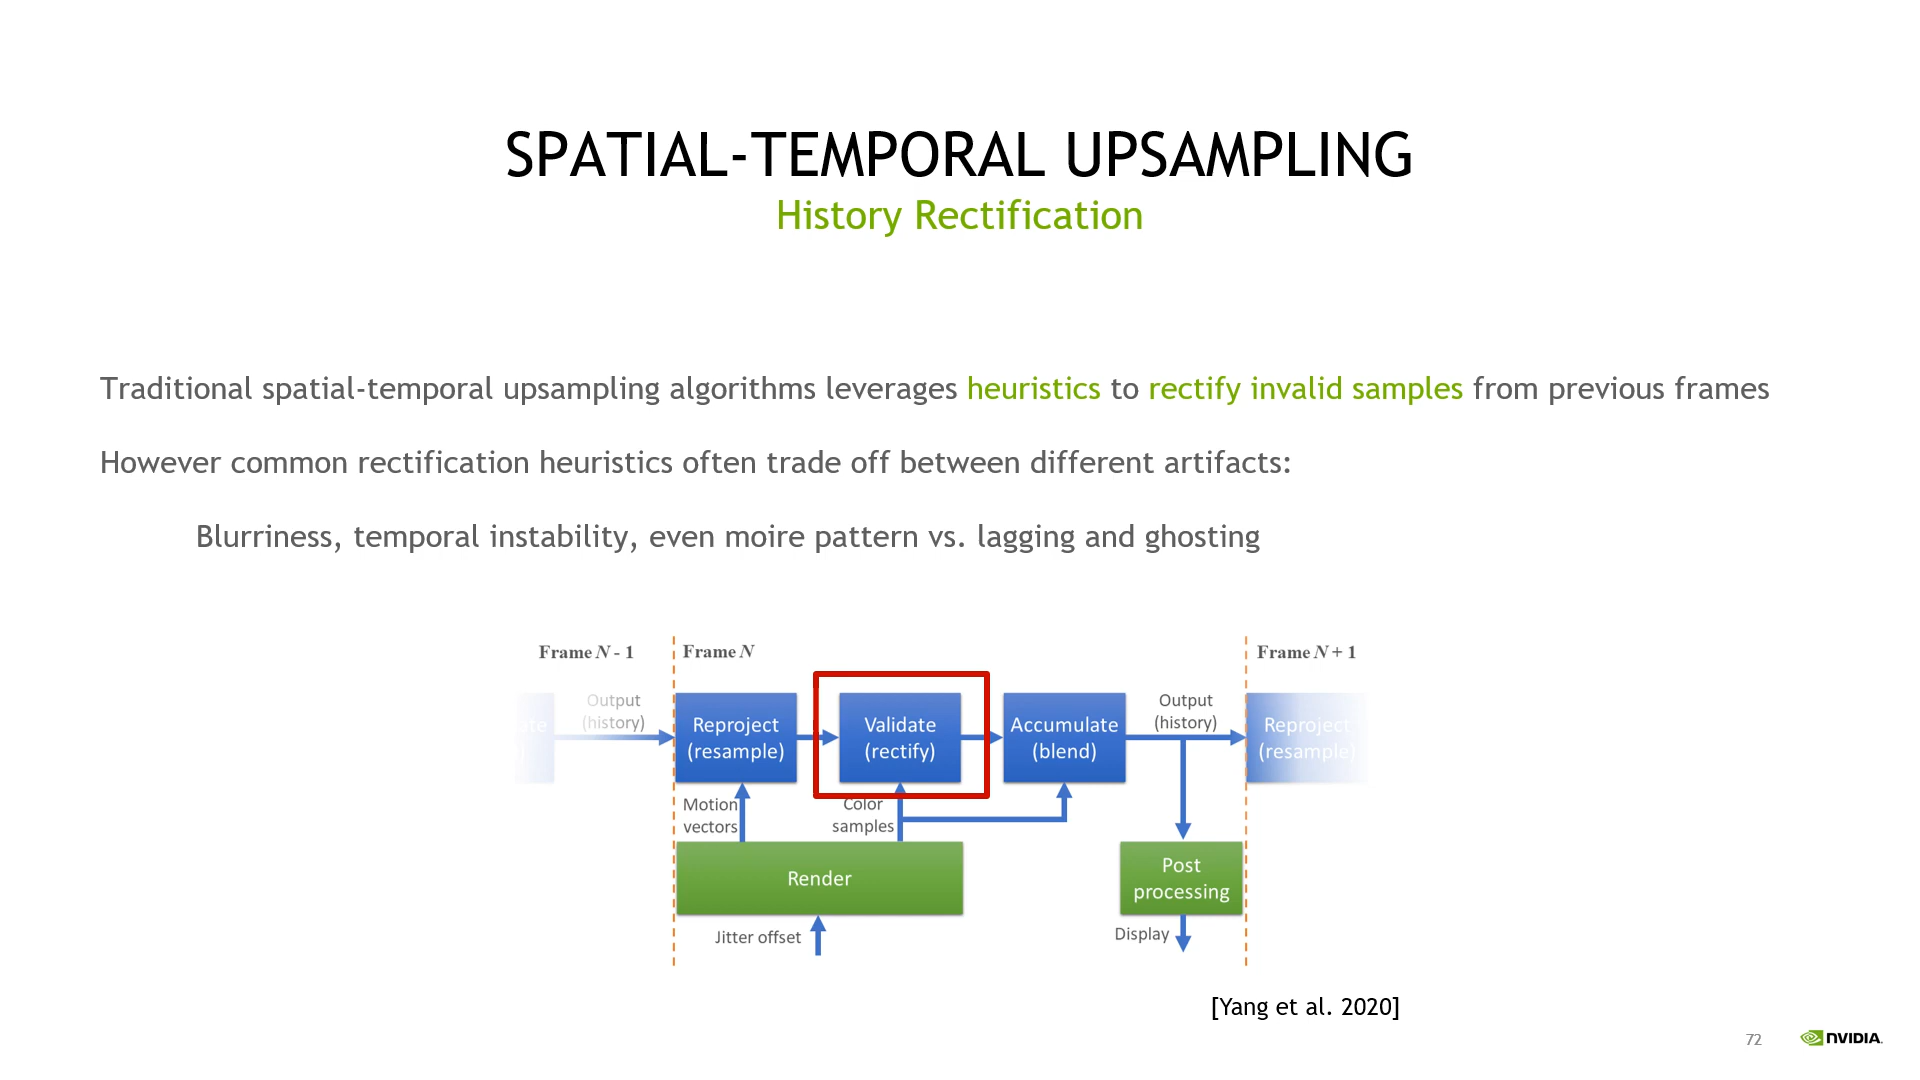 SPATIAL-TEMPORAL UPSAMPLING
History Rectification
Traditional spatial-temporal upsampling algorithms leverages heuristics to rectify invalid samples from previous frames
However common rectification heuristics often trade off between different artifacts:
Blurriness, temporal instability, even moire pattern vs. lagging and ghosting
Frame N - 1
Frame N
Frame N + 1
Output
(history)
Reproject
(resample)
Validate
(rectify)
Accumulate
(blend)
Output
(history)
Reproject
(resample)
Motion
vectors
Color
samples
Render
Post
processing
Jitter offset
Display
[Yang et al. 2020]
72
NVIDIA.